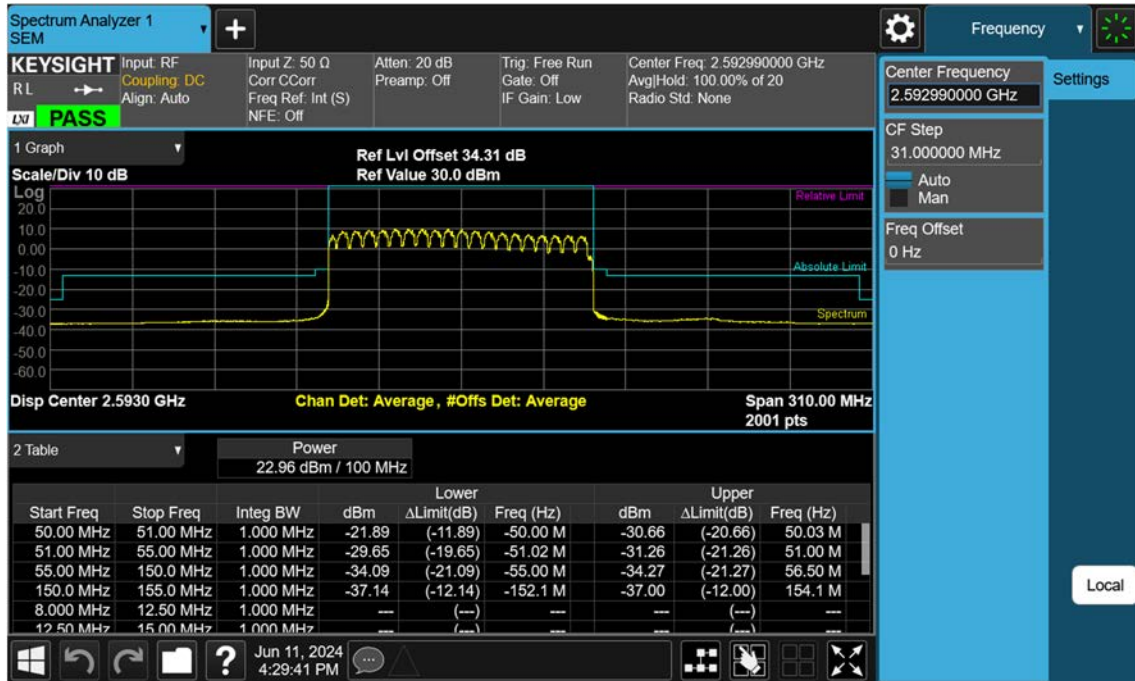 Spectrum Analyzer 1
SEM
+
Frequency
KEYSIGHT
RL
LXI PASS
Input: RF
Coupling: DC
Align: Auto
Input Z: 50 Ω
Corr CCorr
Freq Ref: Int (S)
NFE: Off
Atten: 20 dB
Preamp: Off
Trig: Free Run
Gate: Off
IF Gain: Low
Center Freq: 2.592990000 GHz
Avg|Hold: 100.00% of 20
Radio Std: None
Center Frequency
2.592990000 GHz
Settings
CF Step
31.000000 MHz
Auto
Man
Freq Offset
0 Hz
Local
1 Graph
Scale/Div 10 dB
Ref Lvl Offset 34.31 dB
Ref Value 30.0 dBm
Log
20.0
10.0
0.00
-10.0
-20.0
-30.0
-40.0
-50.0
-60.0
Relative Limit
Absolute Limit
Spectrum
Disp Center 2.5930 GHz
Chan Det: Average, #Offs Det: Average
Span 310.00 MHz
2001 pts
2 Table
Power
22.96 dBm / 100 MHz
Lower Upper
Start Freq Stop Freq Integ BW dBm ΔLimit(dB) Freq (Hz) dBm ΔLimit(dB) Freq (Hz)
50.00 MHz 51.00 MHz 1.000 MHz -21.89 (-11.89) -50.00 M -30.66 (-20.66) 50.03 M
51.00 MHz 55.00 MHz 1.000 MHz -29.65 (-19.65) -51.02 M -31.26 (-21.26) 51.00 M
55.00 MHz 150.0 MHz 1.000 MHz -34.09 (-21.09) -55.00 M -34.27 (-21.27) 56.50 M
150.0 MHz 155.0 MHz 1.000 MHz -37.14 (-12.14) -152.1 M -37.00 (-12.00) 154.1 M
8.000 MHz 12.50 MHz 1.000 MHz --- (---) --- --- (---) ---
12.50 MHz 15.00 MHz 1.000 MHz --- (---) --- --- (---) ---
?
Jun 11, 2024
4:29:41 PM